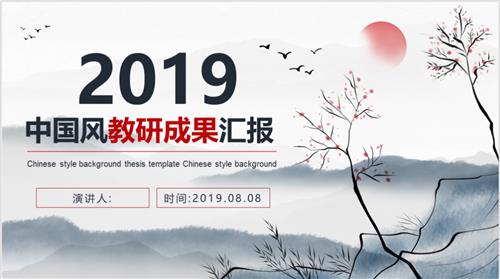 2019
中国风教研成果汇报
Chinese style background thesis template Chinese style background
演讲人:
时间:2019.08.08